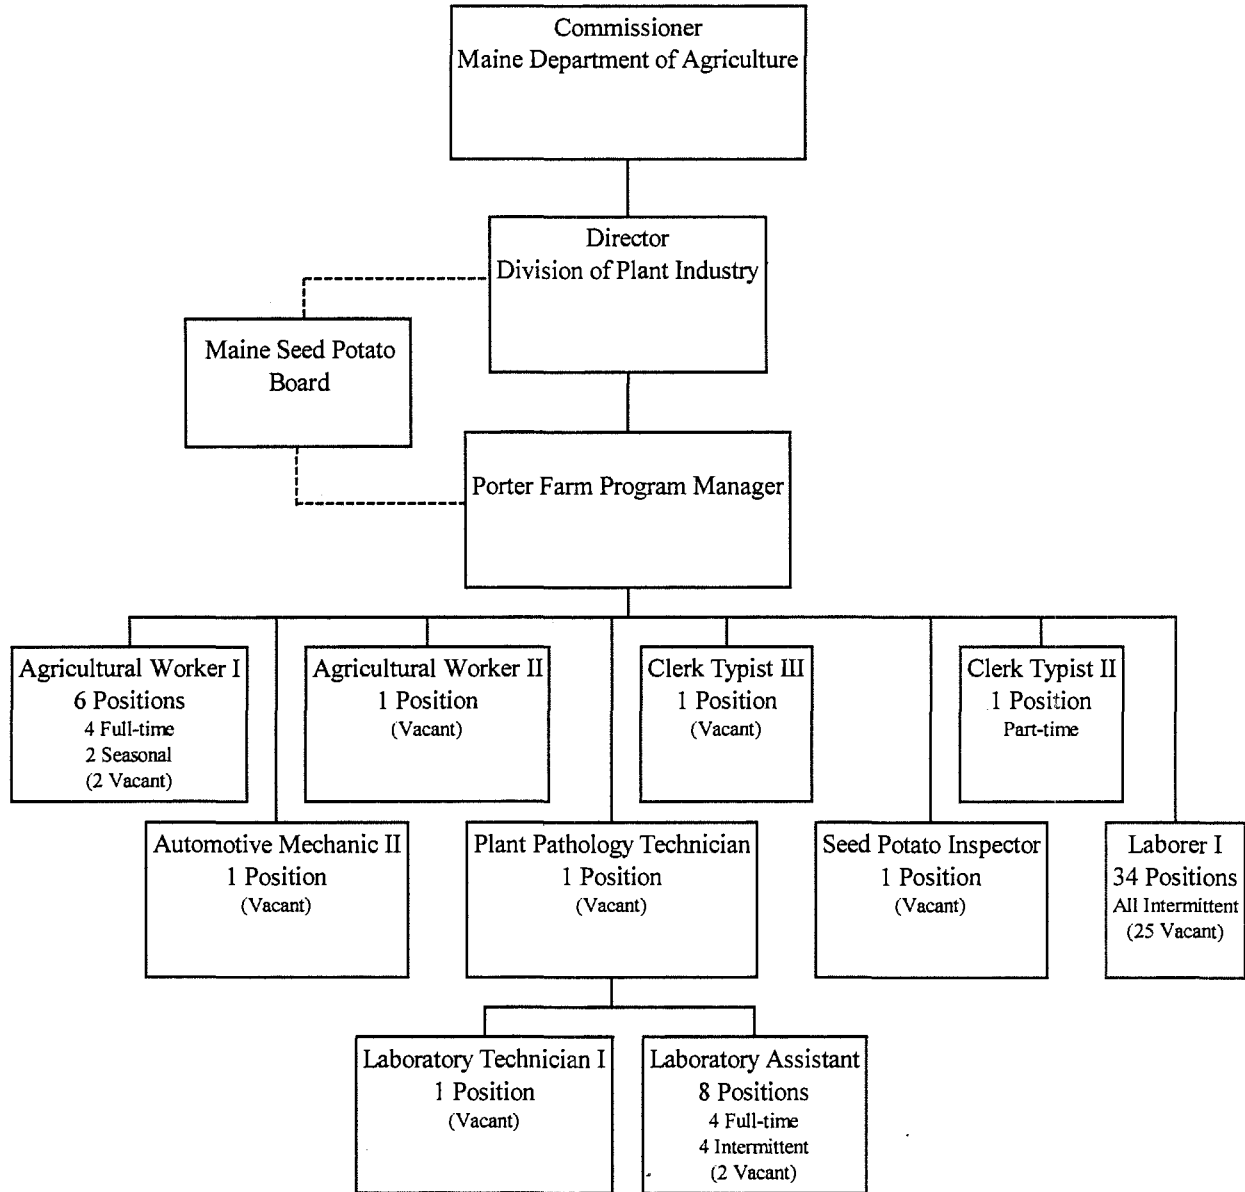 Commissioner
Maine Department of Agriculture
Director
Division of Plant Industry
Maine Seed Potato
Board
Porter Farm Program Manager
Agricultural Worker I
6 Positions
4 Full-time
2 Seasonal
(2 Vacant)
Agricultural Worker II
1 Position
(Vacant)
Clerk Typist III
1 Position
(Vacant)
Clerk Typist II
1 Position
Part-time
Automotive Mechanic II
1 Position
(Vacant)
Plant Pathology Technician
1 Position
(Vacant)
Seed Potato Inspector
1 Position
(Vacant)
Laborer I
34 Positions
All Intermittent
(25 Vacant)
Laboratory Technician I
1 Position
(Vacant)
Laboratory Assistant
8 Positions
4 Full-time
4 Intermittent
(2 Vacant)